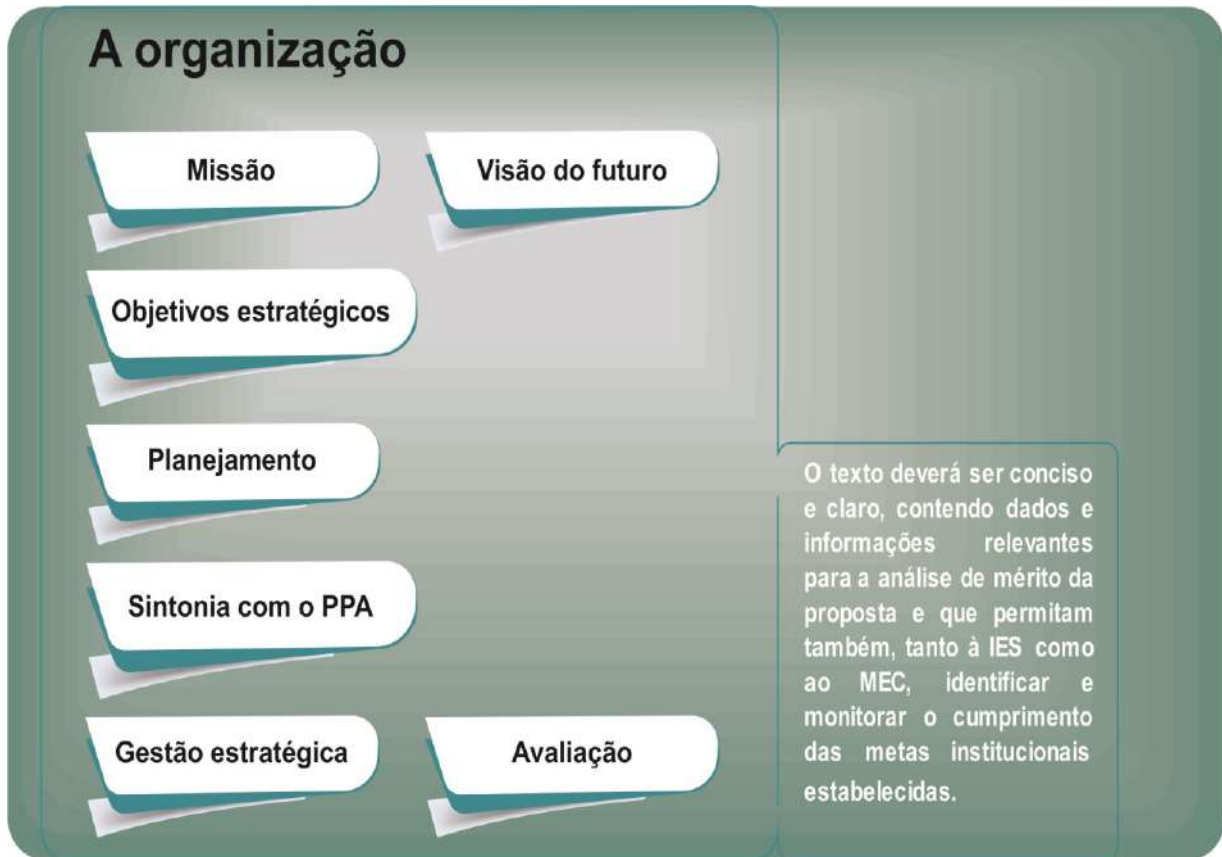 A organização
Missão
Visão do futuro
Objetivos estratégicos
Planejamento
Sintonia com o PPA
Gestão estratégica
Avaliação
O texto deverá ser conciso
e claro, contendo dados e
informações relevantes
para a análise de mérito da
proposta e que permitam
também, tanto à IES como
ao MEC, identificar e
monitorar o cumprimento
das metas institucionais
estabelecidas.